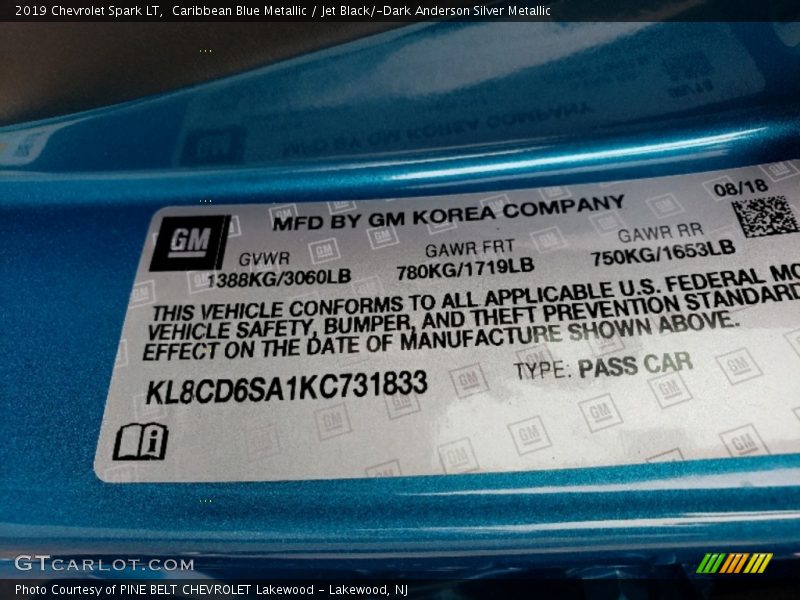 2019 Chevrolet Spark LT, Caribbean Blue Metallic / Jet Black/-Dark Anderson Silver Metallic
08/18
MFD BY GM KOREA COMPANY
GM
GVWR GAWR FRT GAWR RR
1388KG/3060LB 780KG/1719LB 750KG/1653LB
THIS VEHICLE CONFORMS TO ALL APPLICABLE U.S. FEDERAL MO
VEHICLE SAFETY, BUMPER, AND THEFT PREVENTION STANDARD
EFFECT ON THE DATE OF MANUFACTURE SHOWN ABOVE.
KL8CD6SA1KC731833 TYPE: PASS CAR
GTCARLOT.COM
Photo Courtesy of PINE BELT CHEVROLET Lakewood - Lakewood, NJ